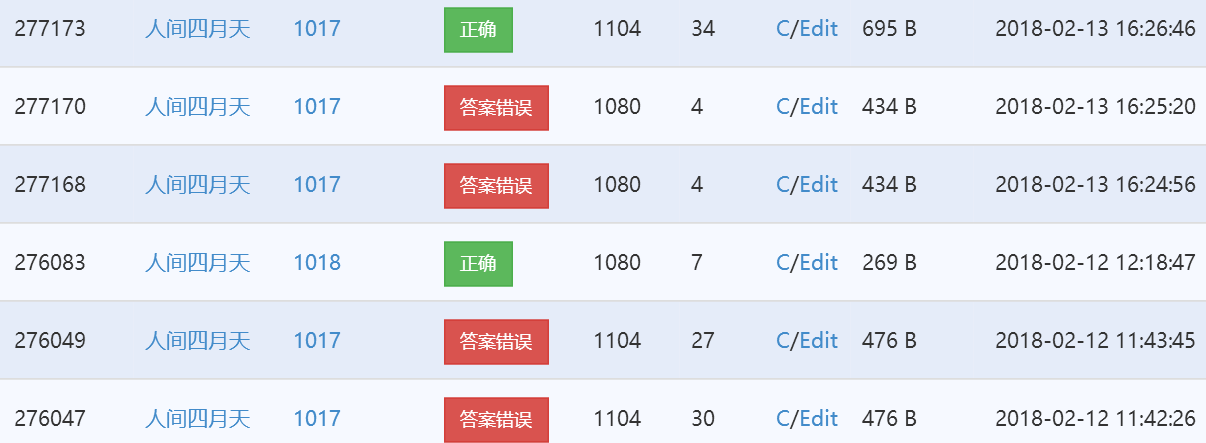 277173 人间四月天 1017 正确 1104 34 C/Edit 695 B 2018-02-13 16:26:46
277170 人间四月天 1017 答案错误 1080 4 C/Edit 434 B 2018-02-13 16:25:20
277168 人间四月天 1017 答案错误 1080 4 C/Edit 434 B 2018-02-13 16:24:56
276083 人间四月天 1018 正确 1080 7 C/Edit 269 B 2018-02-12 12:18:47
276049 人间四月天 1017 答案错误 1104 27 C/Edit 476 B 2018-02-12 11:43:45
276047 人间四月天 1017 答案错误 1104 30 C/Edit 476 B 2018-02-12 11:42:26